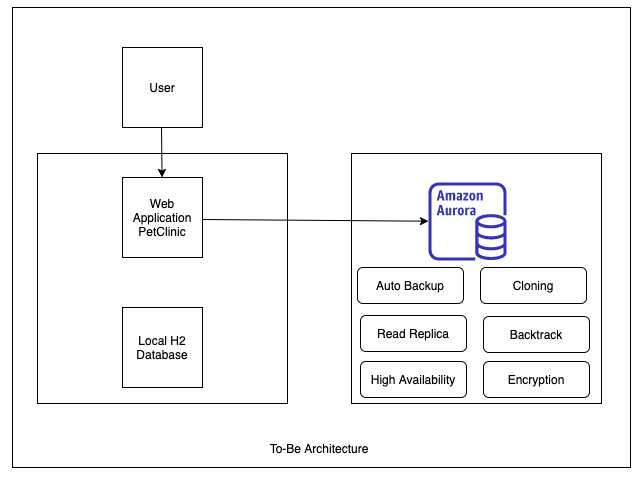 User
Web
Application
PetClinic
Amazon
Aurora
Auto Backup
Cloning
Read Replica
Backtrack
Local H2
Database
High Availability
Encryption
To-Be Architecture